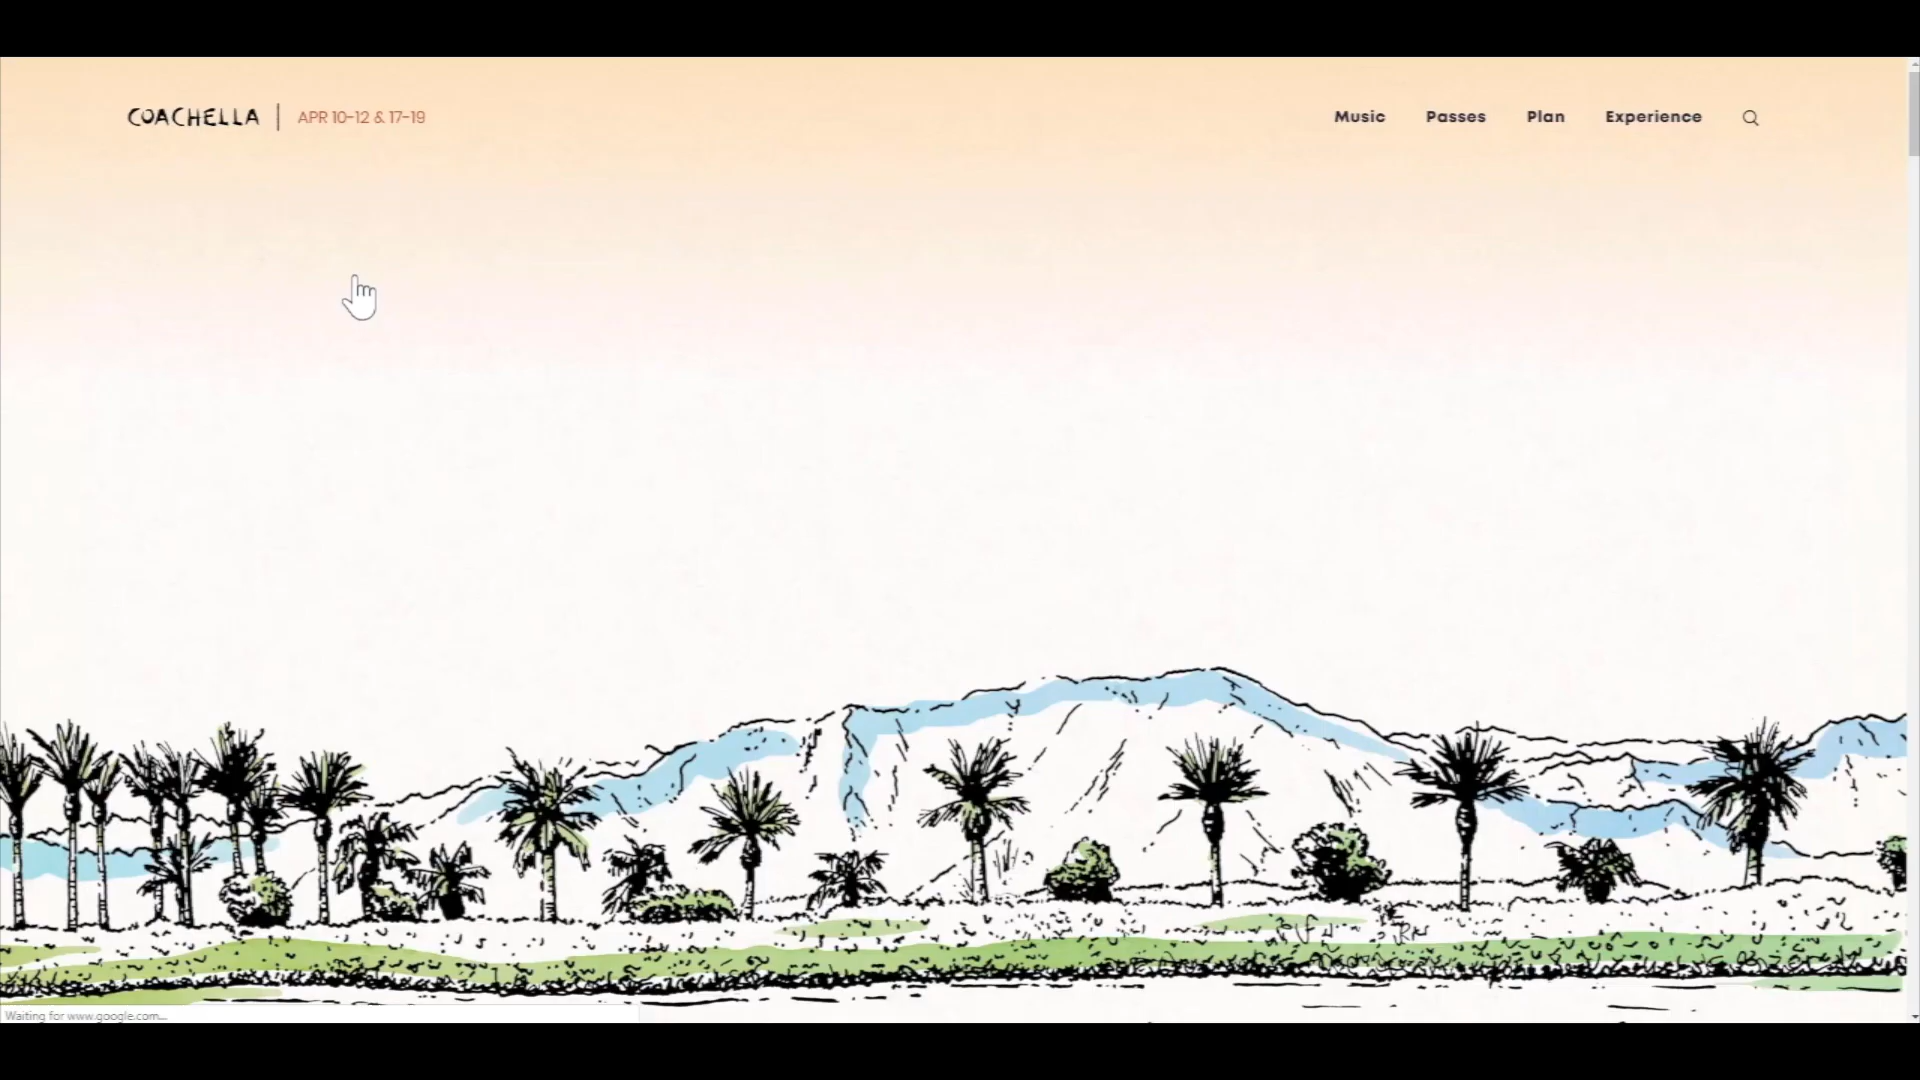 COACHELLA
APR 10-12 & 17-19
Music
Passes
Plan
Experience
Waiting for www.google.com...